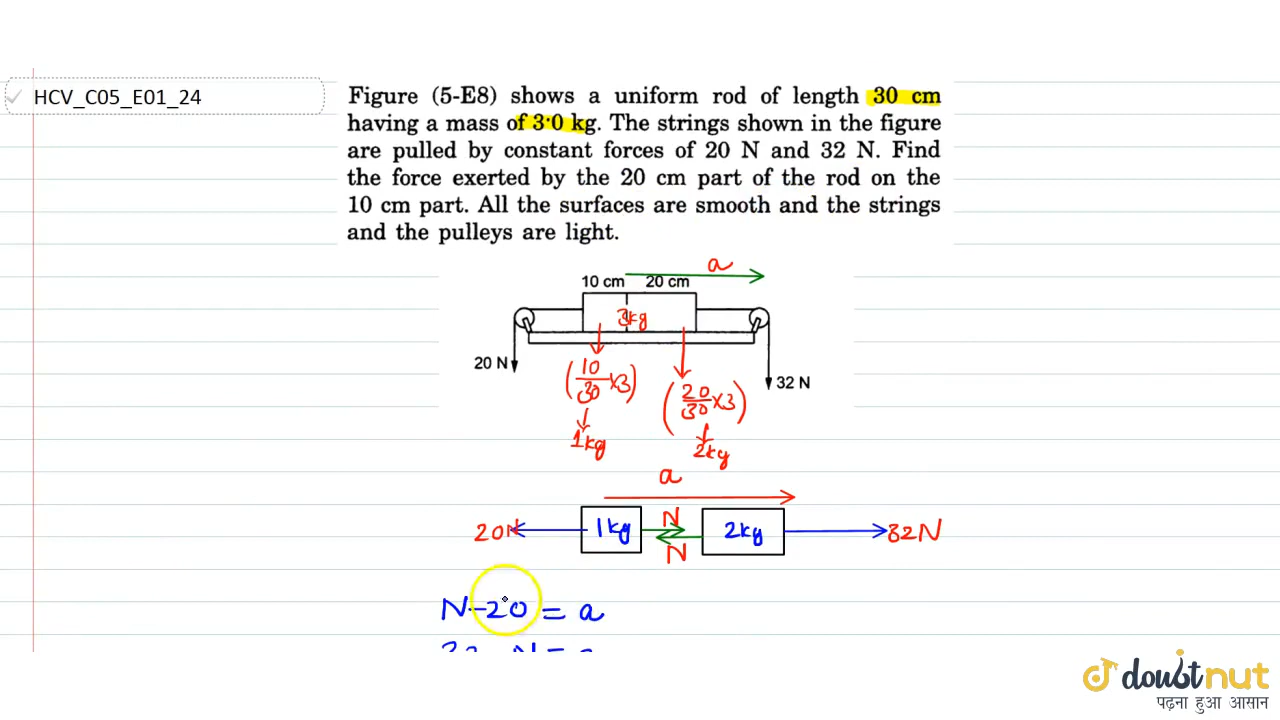 HCV_C05_E01_24
Figure (5-E8) shows a uniform rod of length 30 cm
having a mass of 3·0 kg. The strings shown in the figure
are pulled by constant forces of 20 N and 32 N. Find
the force exerted by the 20 cm part of the rod on the
10 cm part. All the surfaces are smooth and the strings
and the pulleys are light.
a
10 cm 20 cm
3kg
20 N
32 N
(10/30 ×3)
(20/30 ×3)
1kg
2kg
a
20N 1kg N 2kg 32N
N
N-20 = a
doubtnut
पढ़ना हुआ आसान